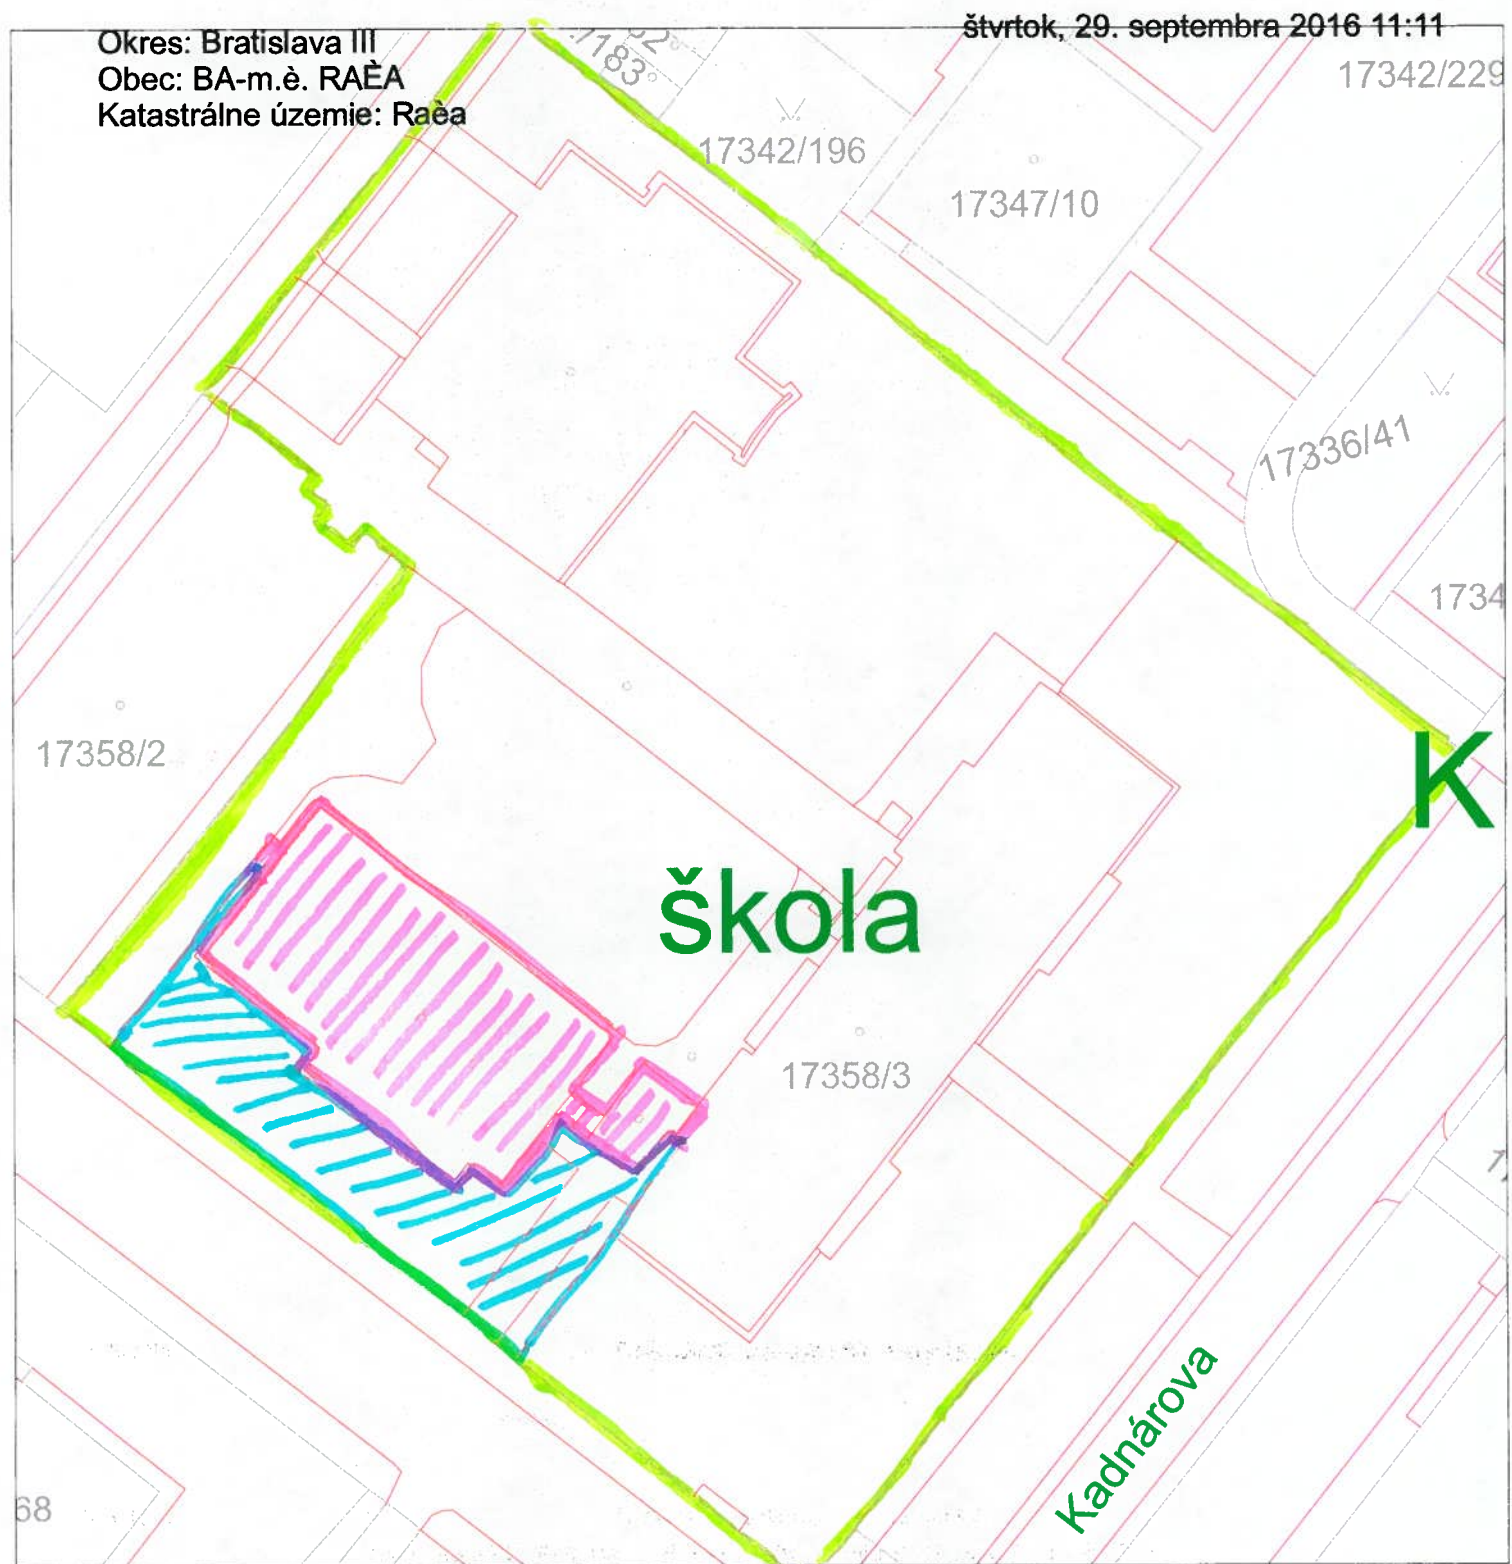 štvrtok, 29. septembra 2016 11:11
Okres: Bratislava III
Obec: BA-m.è. RAÈA
Katastrálne územie: Raèa
17342/229
17342/196
17347/10
17336/41
1734
17358/2
K
škola
17358/3
Kadnárova
68